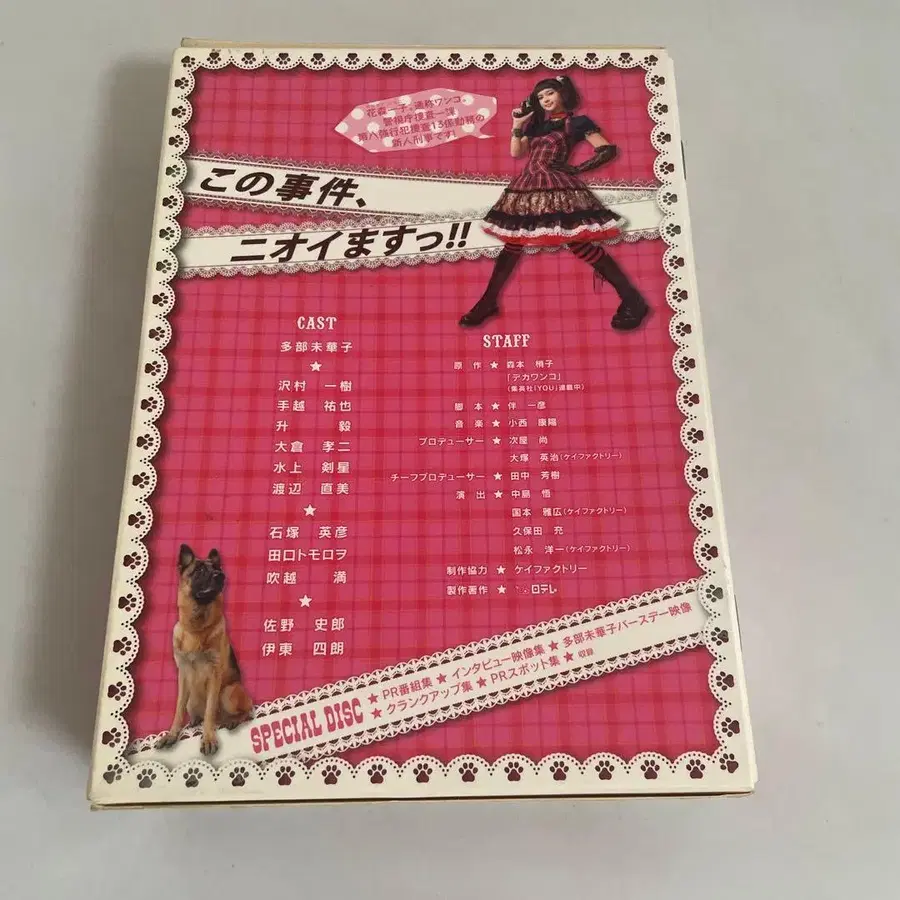 花森一子、通称ワンコ。
警視庁捜査一課
第八強行犯捜査13係勤務の
新人刑事です!
この事件、
ニオイますっ!!
CAST
多部未華子
★
沢村 一樹
手越 祐也
升 毅
大倉 孝二
水上 剣星
渡辺 直美
★
石塚 英彦
田口トモロヲ
吹越 満
★
佐野 史郎
伊東 四朗
STAFF
原作 ★ 森本 梢子
「デカワンコ」
(集英社「YOU」連載中)
脚本 ★ 伴 一彦
音楽 ★ 小西 康陽
プロデューサー ★ 次屋 尚
大塚 英治(ケイファクトリー)
チーフプロデューサー ★ 田中 芳樹
演出 ★ 中島 悟
国本 雅広(ケイファクトリー)
久保田 充
松永 洋一(ケイファクトリー)
制作協力 ★ ケイファクトリー
製作著作 ★ 日テレ
SPECIAL DISC ★ PR番組集 ★ インタビュー映像集 ★ 多部未華子バースデー映像
★ クランクアップ集 ★ PRスポット集 ★ 収録